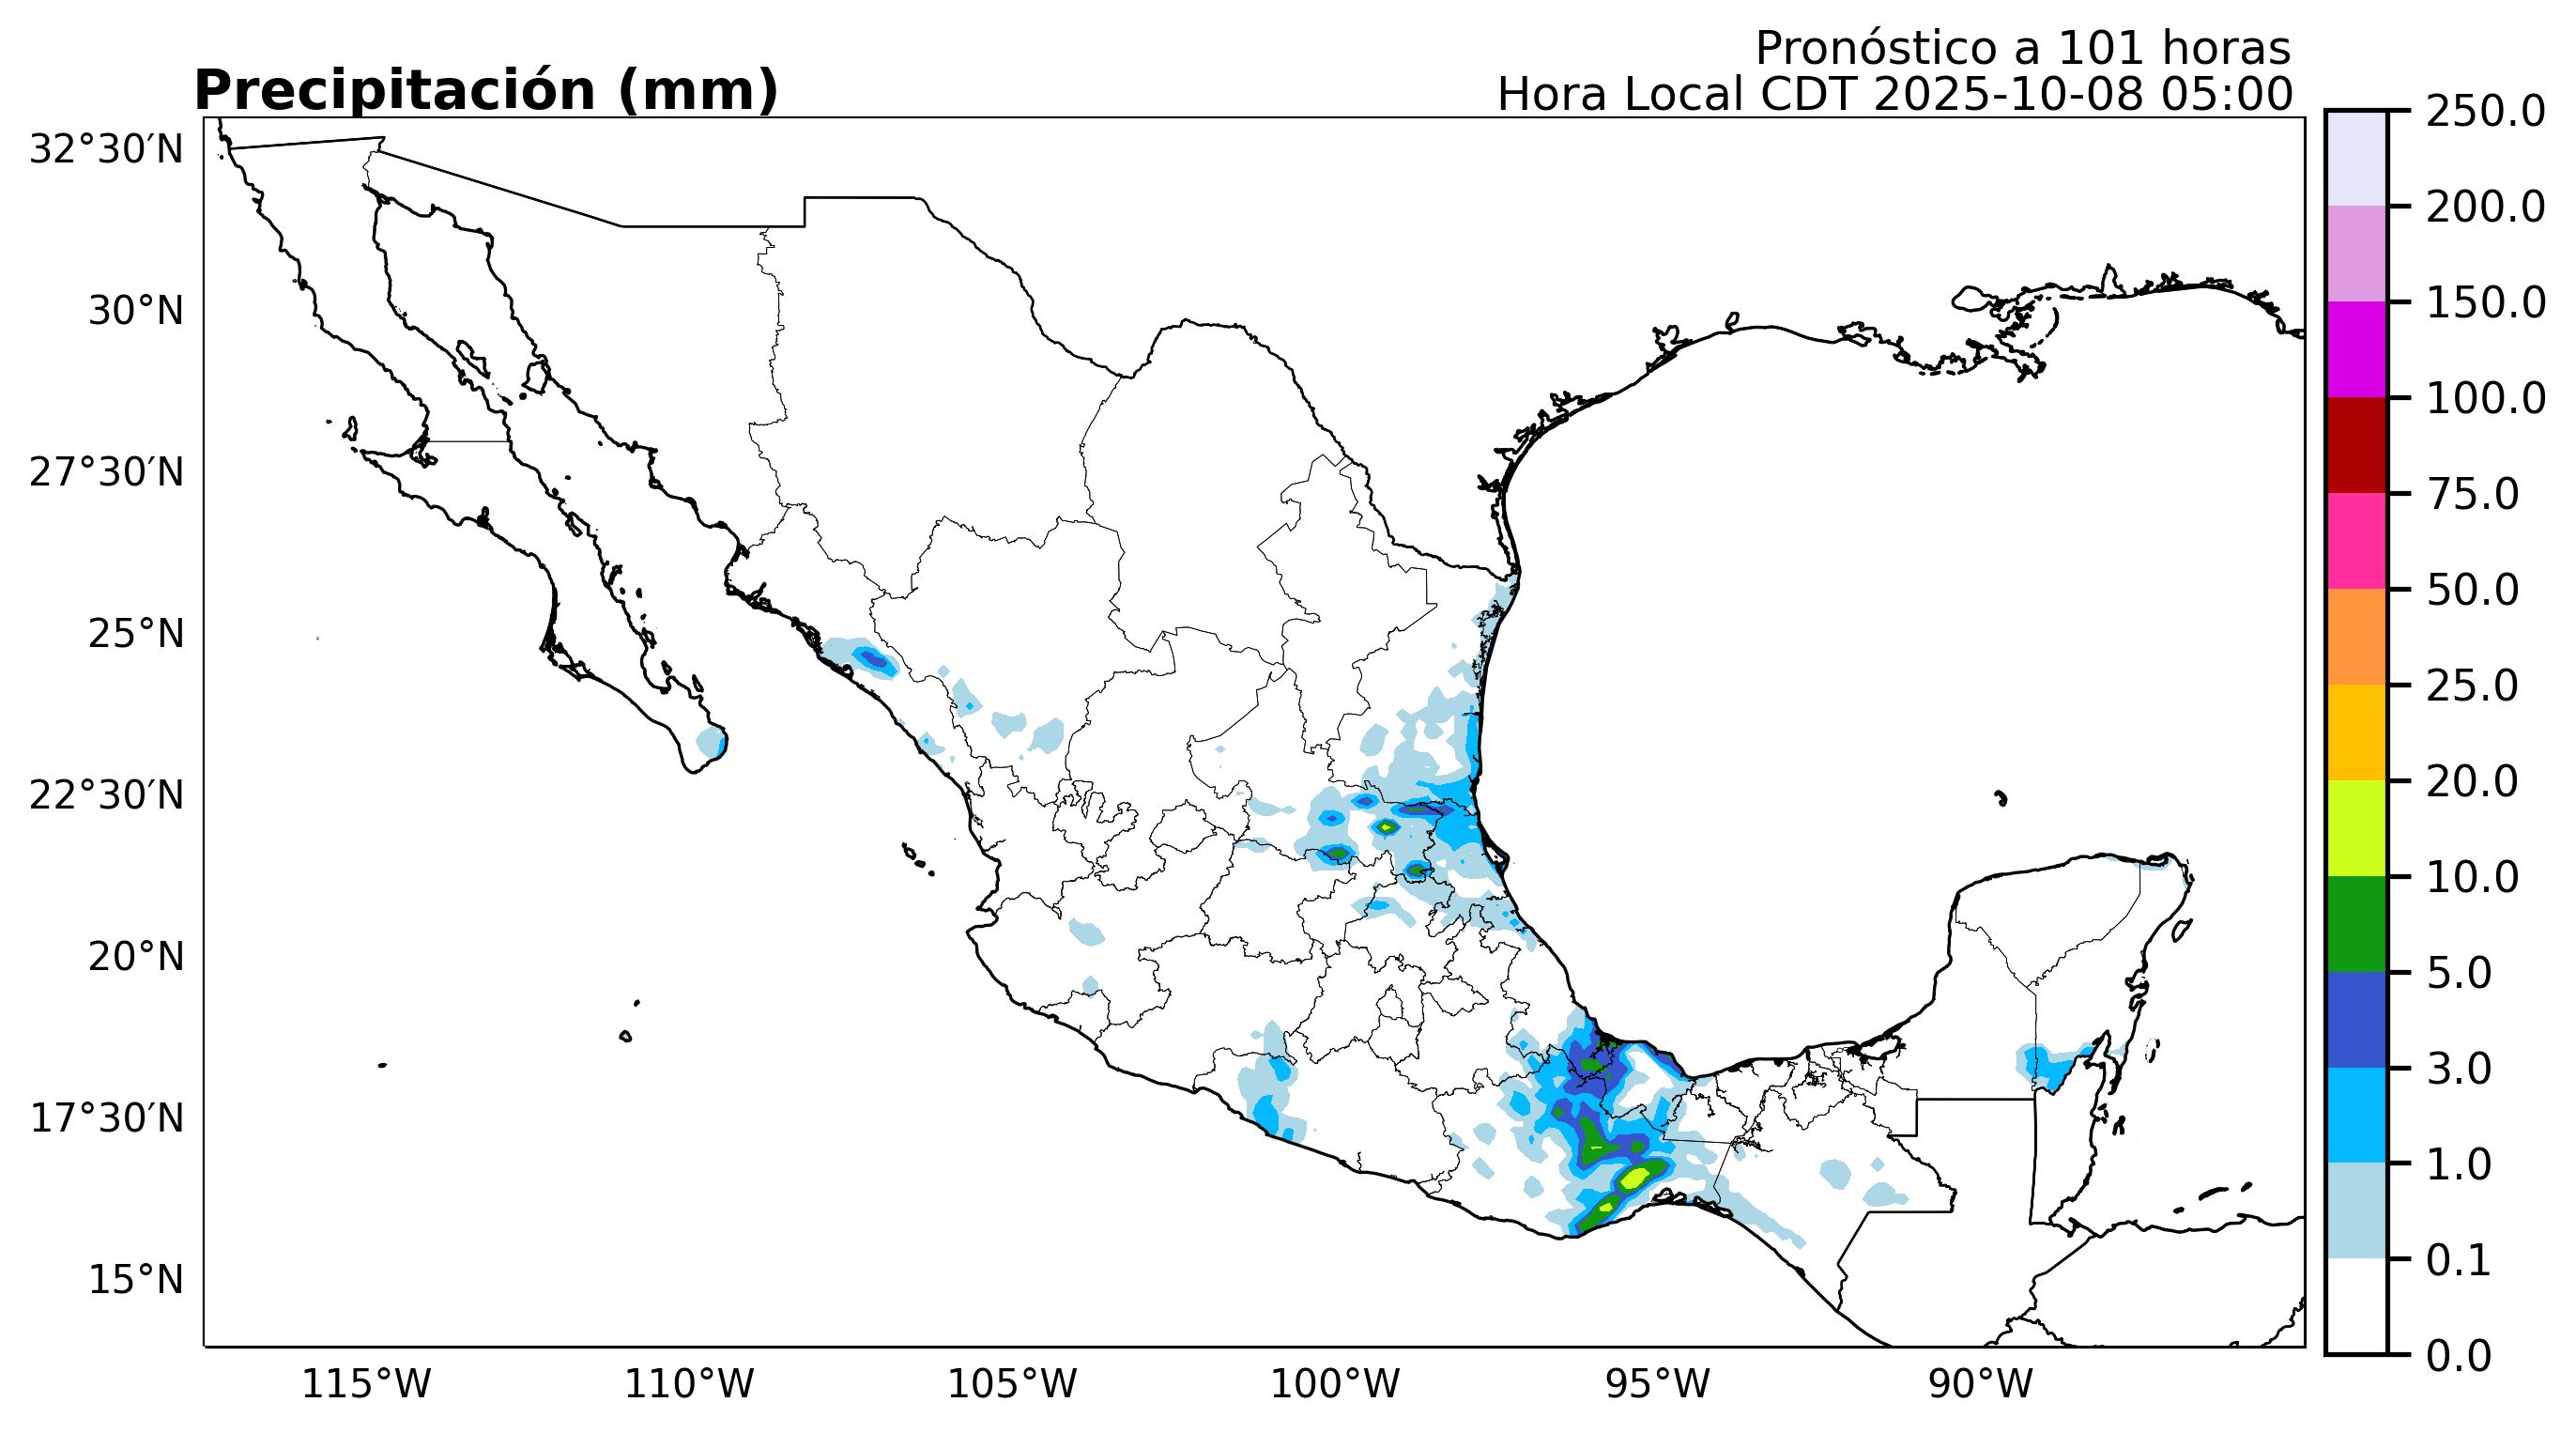 Pronóstico a 101 horas
Precipitación (mm)
Hora Local CDT 2025-10-08 05:00
32°30′N
30°N
27°30′N
25°N
22°30′N
20°N
17°30′N
15°N
115°W
110°W
105°W
100°W
95°W
90°W
250.0
200.0
150.0
100.0
75.0
50.0
25.0
20.0
10.0
5.0
3.0
1.0
0.1
0.0